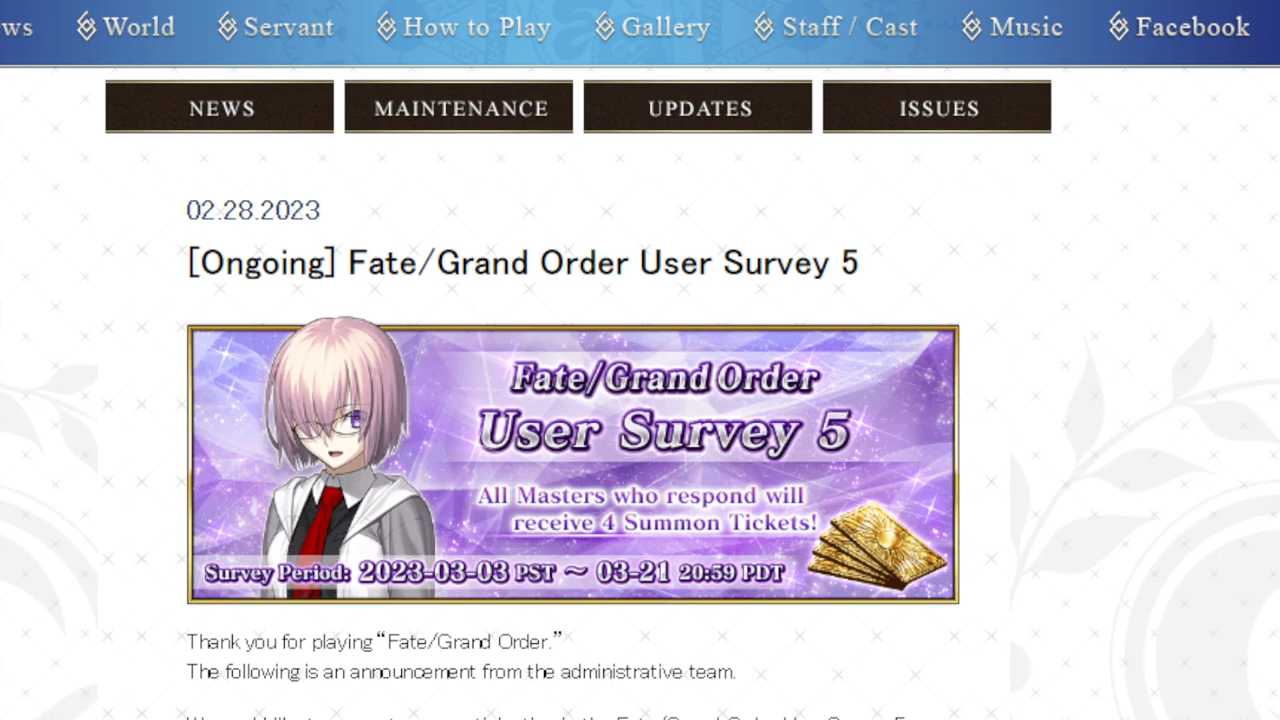 ws World Servant How to Play Gallery Staff / Cast Music Facebook
NEWS MAINTENANCE UPDATES ISSUES
02.28.2023
[Ongoing] Fate/Grand Order User Survey 5
Fate/Grand Order
User Survey 5
All Masters who respond will
receive 4 Summon Tickets!
Survey Period: 2023-03-03 PST ~ 03-21 20:59 PDT
Thank you for playing “Fate/Grand Order.”
The following is an announcement from the administrative team.